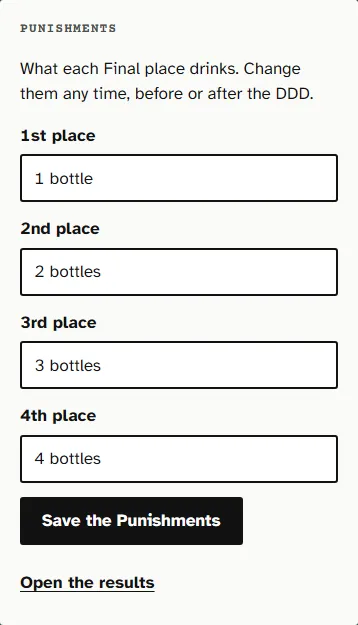 PUNISHMENTS
What each Final place drinks. Change
them any time, before or after the DDD.
1st place
1 bottle
2nd place
2 bottles
3rd place
3 bottles
4th place
4 bottles
Save the Punishments
Open the results